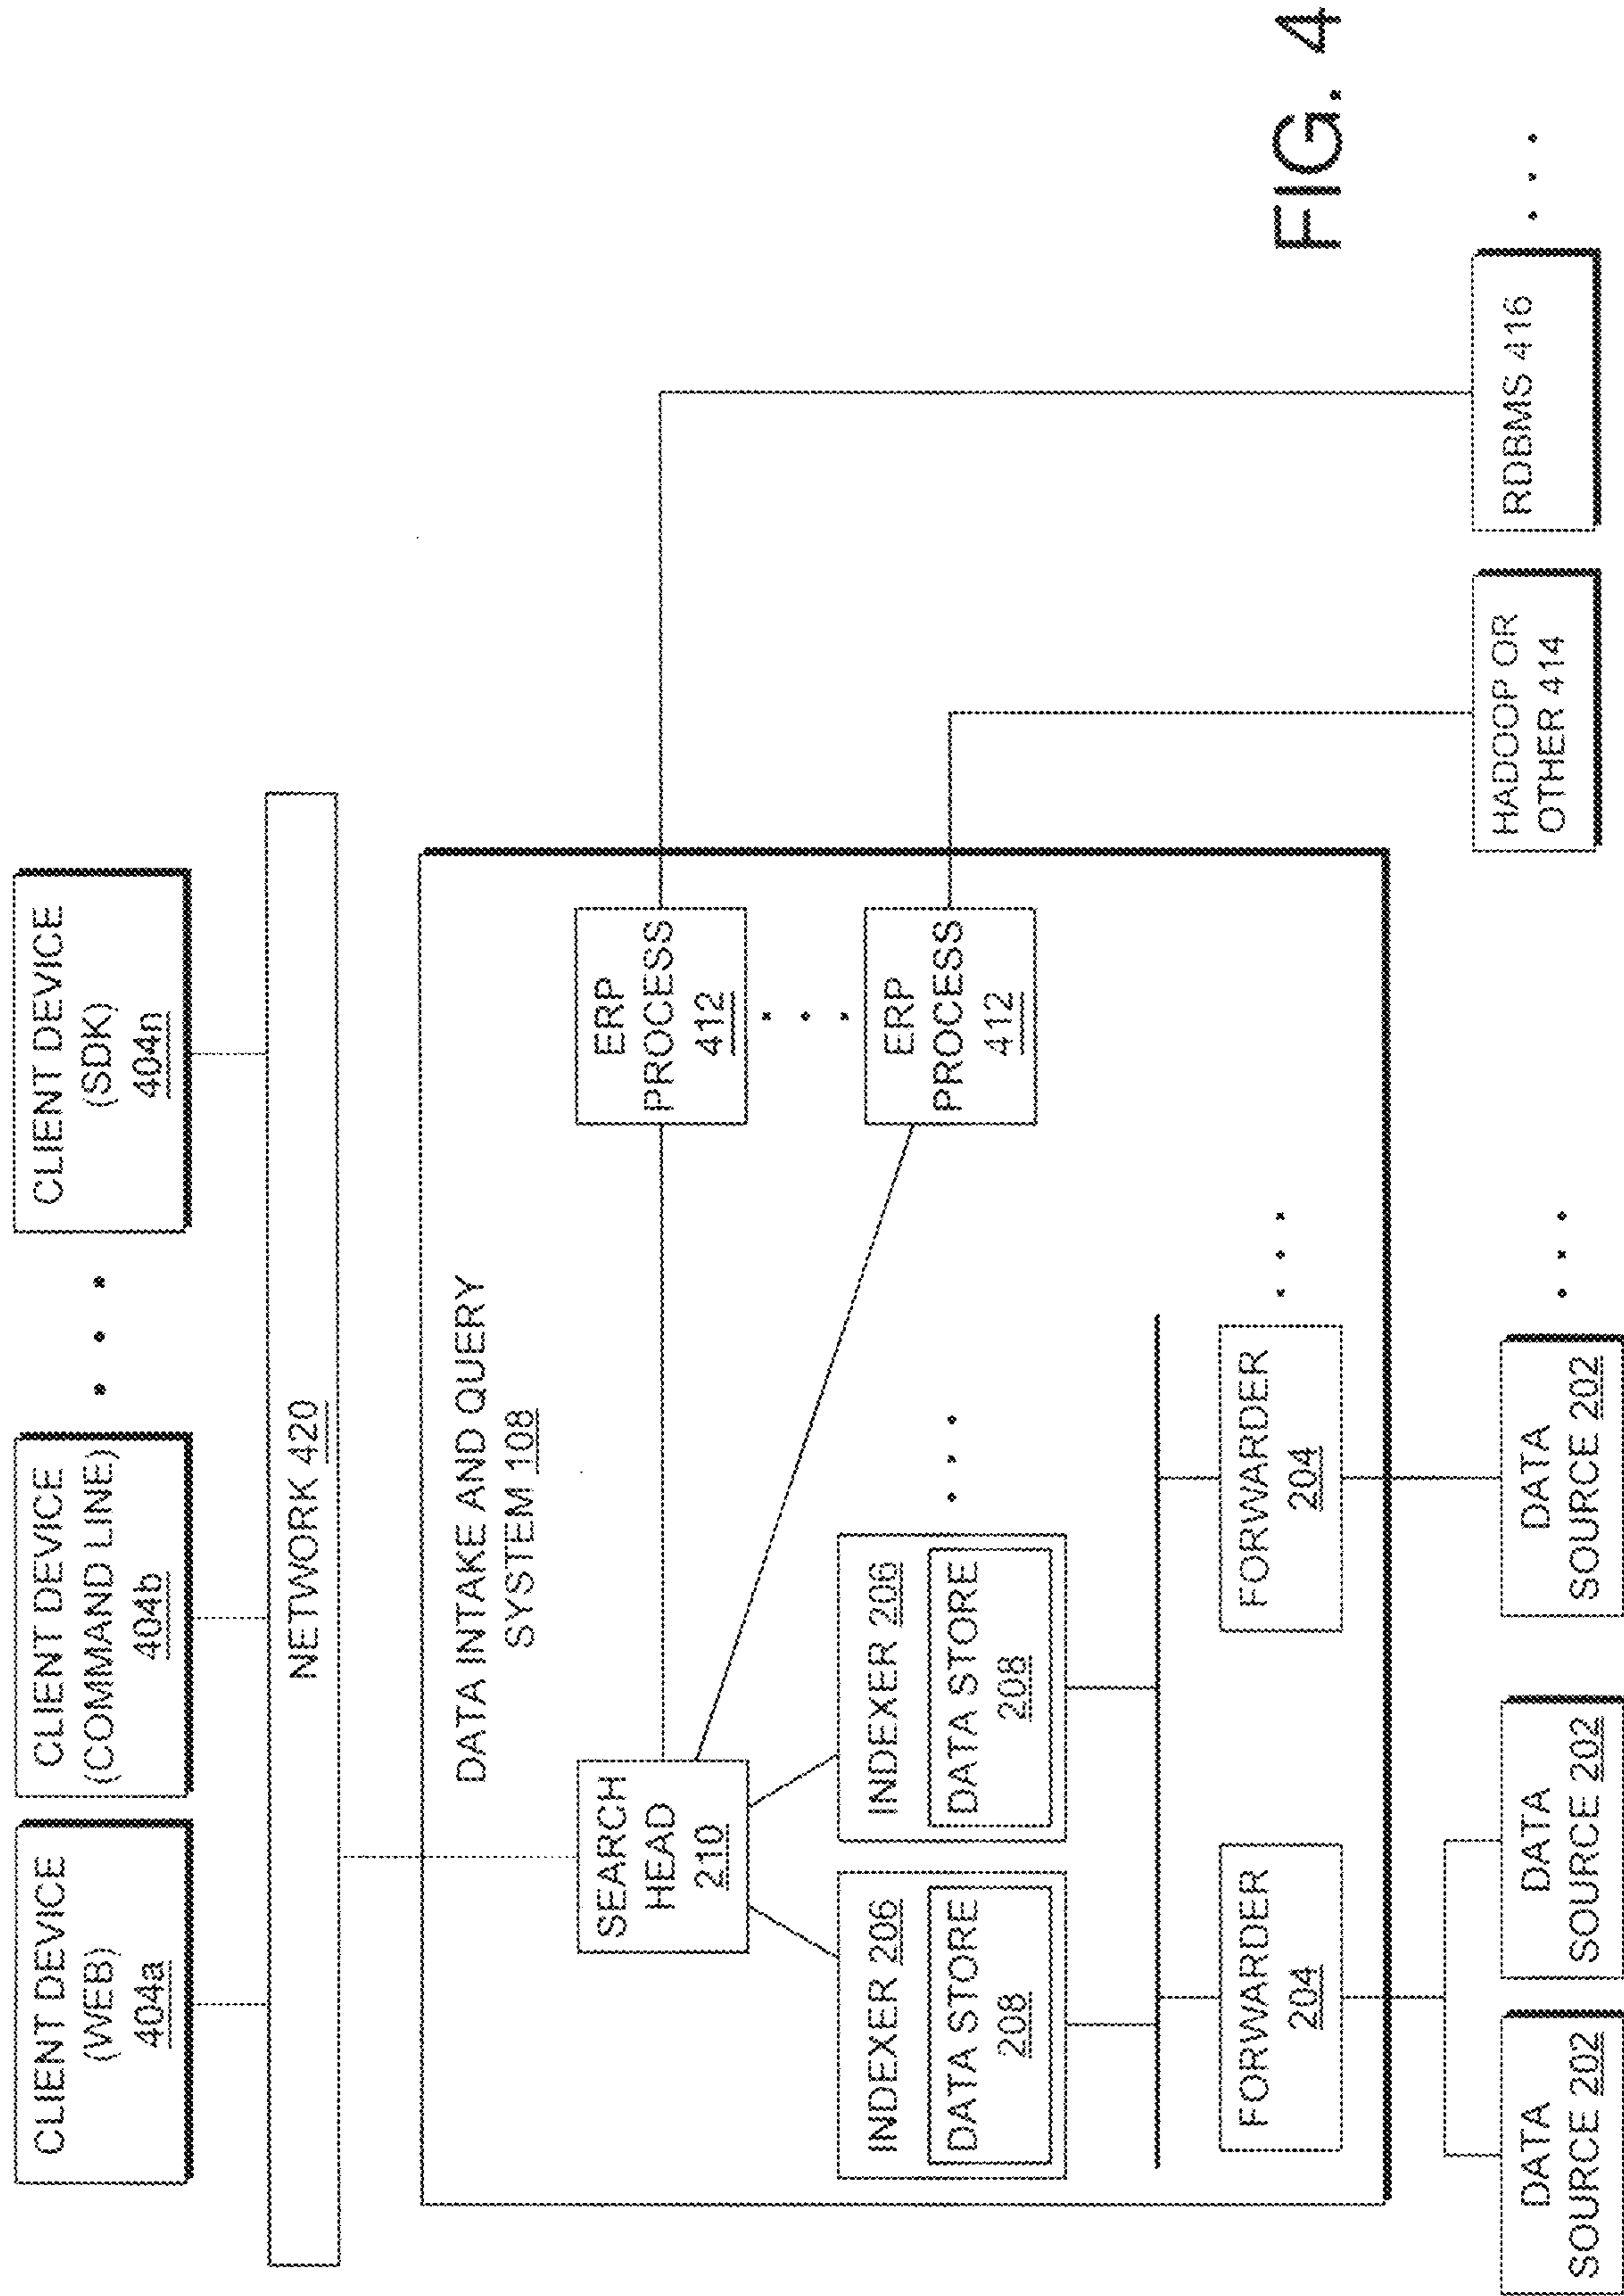 CLIENT DEVICE
(WEB)
404a
CLIENT DEVICE
(COMMAND LINE)
404b
CLIENT DEVICE
(SDK)
404n
NETWORK 420
DATA INTAKE AND QUERY
SYSTEM 108
SEARCH
HEAD
210
ERP
PROCESS
412
ERP
PROCESS
412
INDEXER 206
DATA STORE
208
INDEXER 206
DATA STORE
208
FORWARDER
204
FORWARDER
204
DATA
SOURCE 202
DATA
SOURCE 202
DATA
SOURCE 202
HADOOP OR
OTHER 414
RDBMS 416
FIG. 4